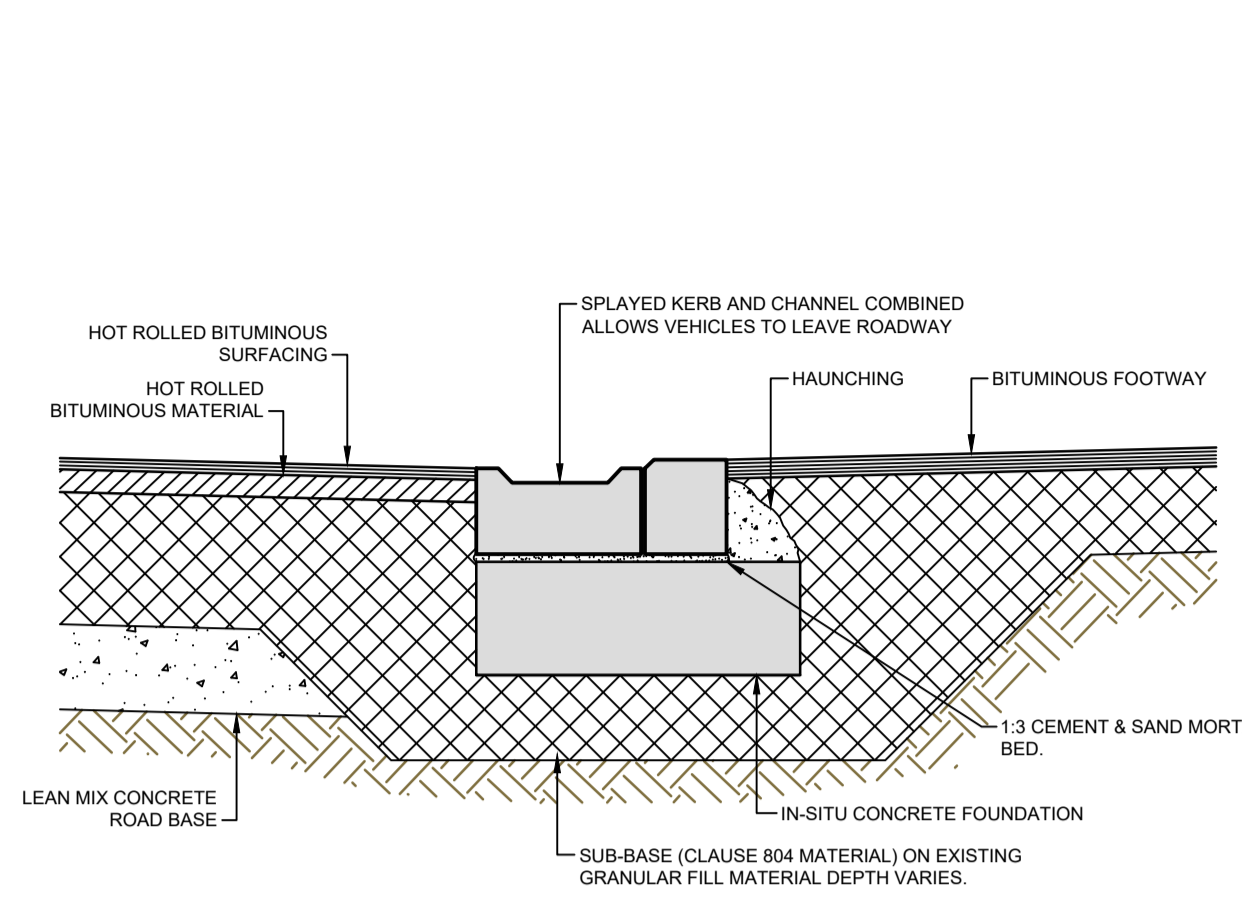 SPLAYED KERB AND CHANNEL COMBINED
ALLOWS VEHICLES TO LEAVE ROADWAY
HOT ROLLED BITUMINOUS
SURFACING
HOT ROLLED
BITUMINOUS MATERIAL
HAUNCHING
BITUMINOUS FOOTWAY
1:3 CEMENT & SAND MORT
BED.
LEAN MIX CONCRETE
ROAD BASE
IN-SITU CONCRETE FOUNDATION
SUB-BASE (CLAUSE 804 MATERIAL) ON EXISTING
GRANULAR FILL MATERIAL DEPTH VARIES.